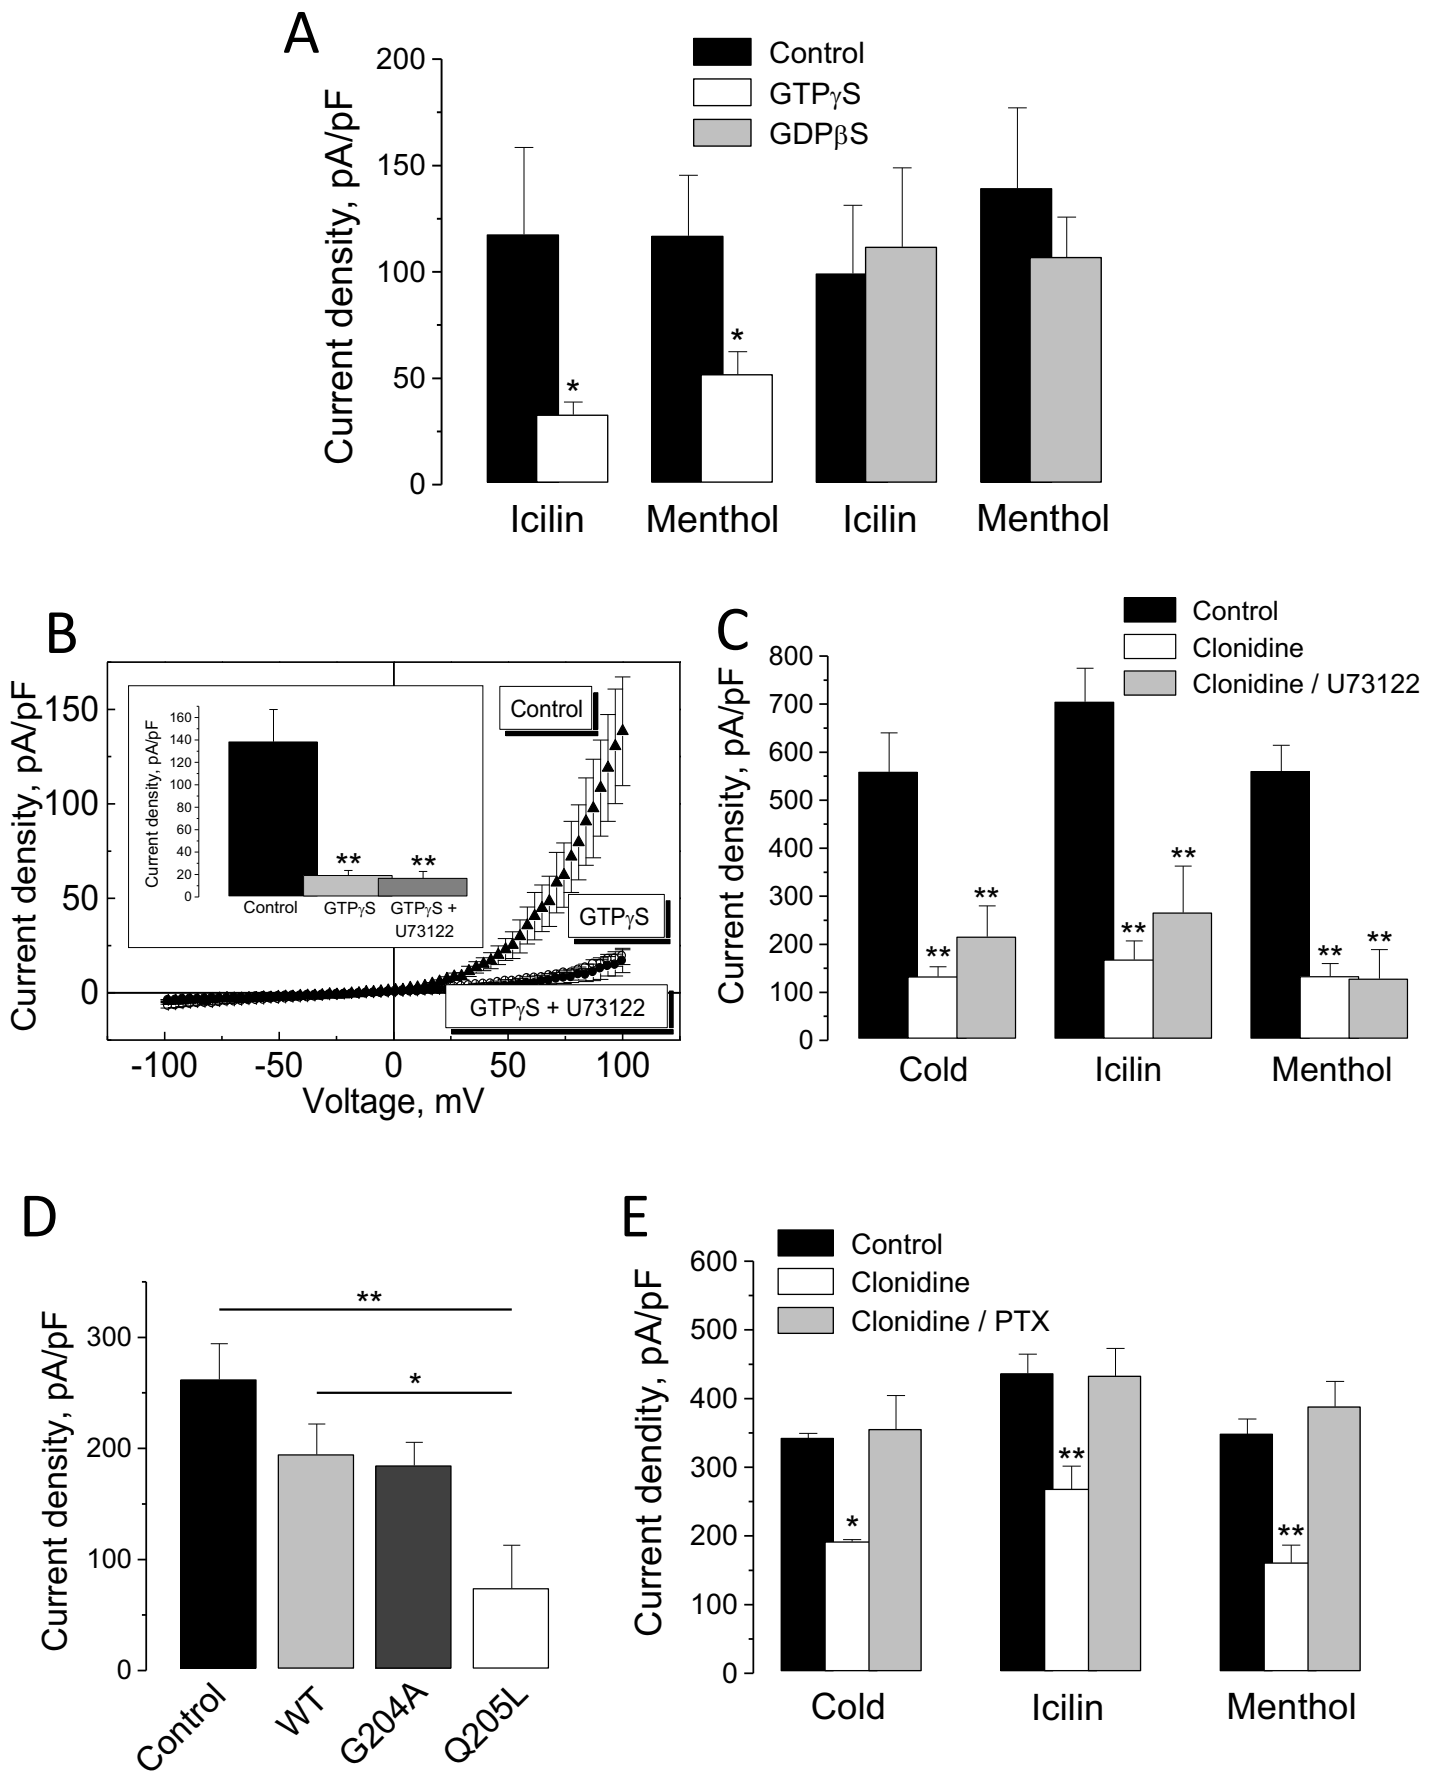 A
Control
GTPγS
GDPβS
Current density, pA/pF
200
150
100
50
0
*
*
Icilin
Menthol
Icilin
Menthol
B
Current density, pA/pF
150
100
50
0
-100
-50
0
50
100
Voltage, mV
Control
GTPγS
GTPγS + U73122
Current density, pA/pF
160
140
120
100
80
60
40
20
0
**
**
Control
GTPγS
GTPγS +
U73122
C
Control
Clonidine
Clonidine / U73122
Current density, pA/pF
800
700
600
500
400
300
200
100
0
**
**
**
**
**
**
Cold
Icilin
Menthol
D
Current density, pA/pF
300
200
100
0
**
*
Control
WT
G204A
Q205L
E
Control
Clonidine
Clonidine / PTX
Current dendity, pA/pF
600
500
400
300
200
100
0
*
**
**
Cold
Icilin
Menthol